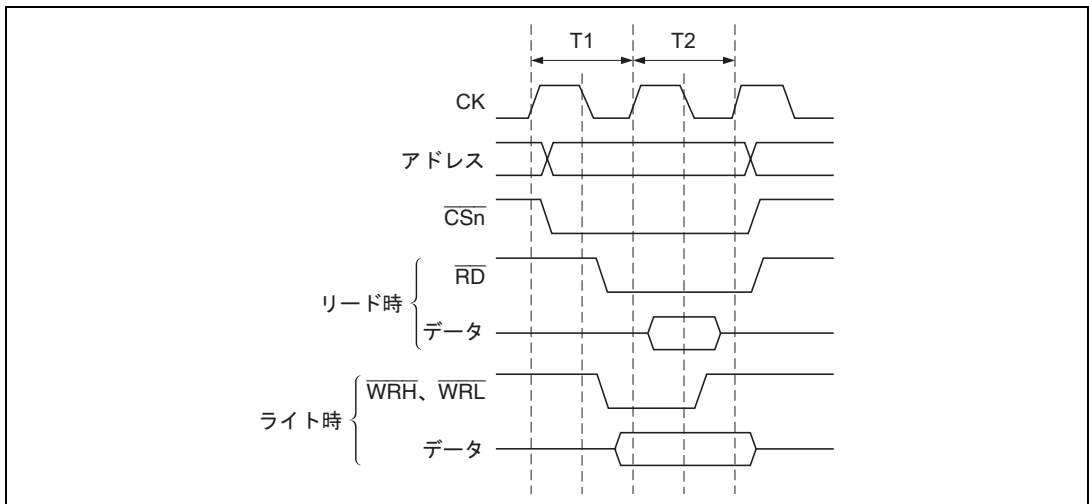 T1 T2
CK
アドレス
CSn
RD
リード時
データ
WRH、WRL
ライト時
データ